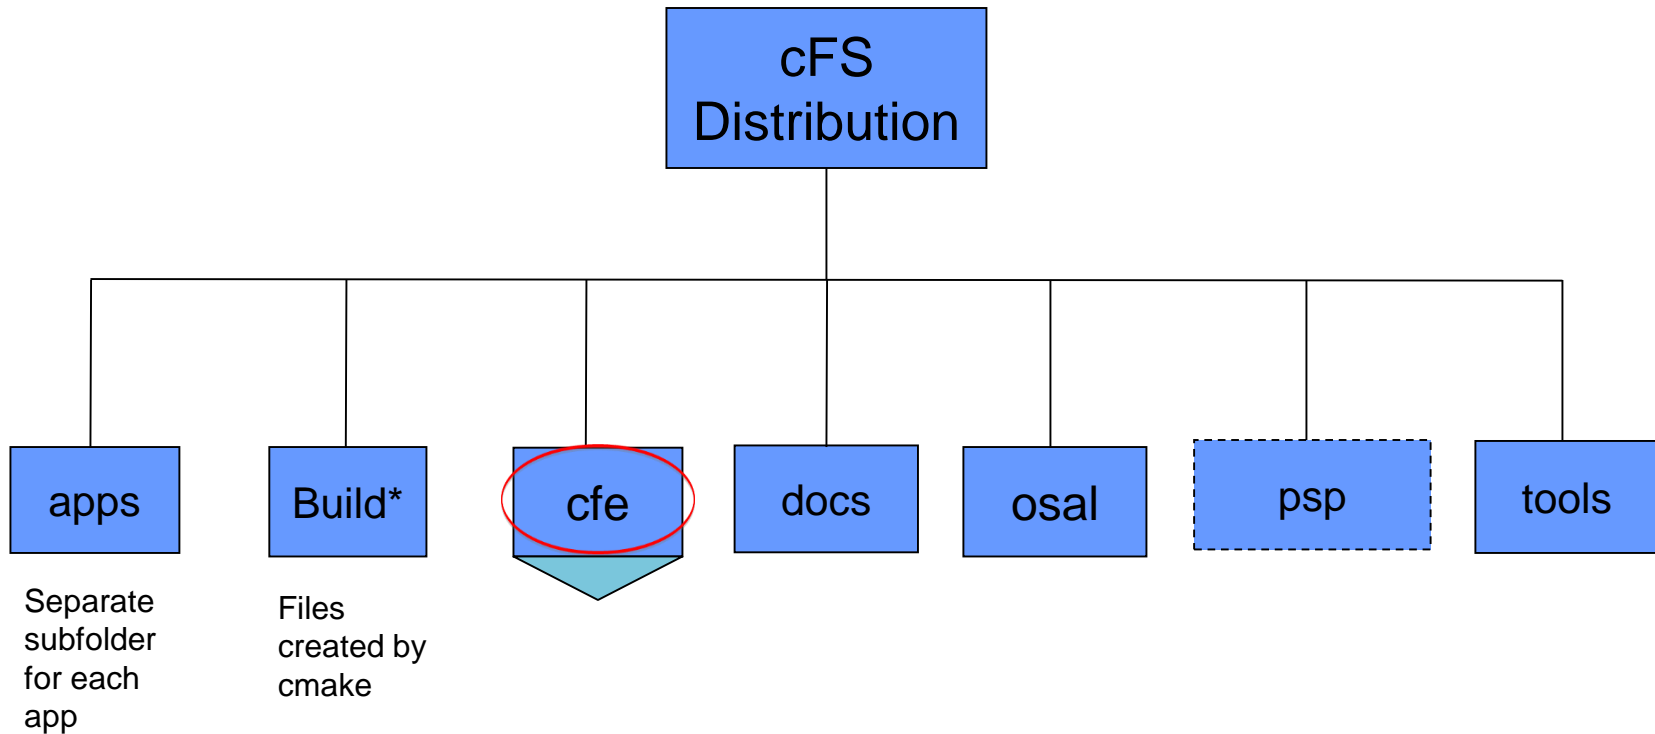 cFS
Distribution
apps
Build*
cfe
docs
osal
psp
tools
Separate
subfolder
for each
app
Files
created by
cmake